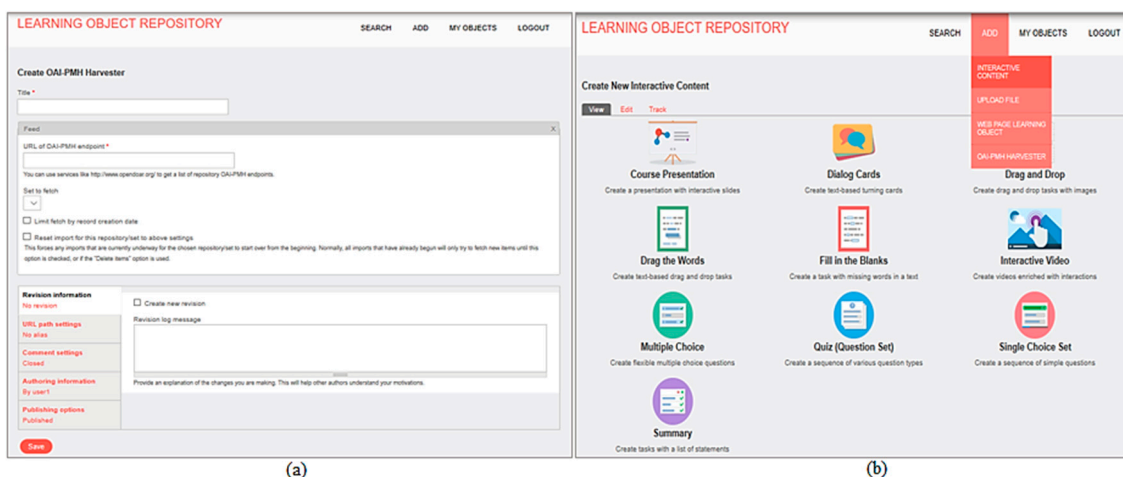 LEARNING OBJECT REPOSITORY
SEARCH ADD MY OBJECTS LOGOUT
Create OAI-PMH Harvester
Title *
Feed X
URL of OAI-PMH endpoint *
You can use services like http://www.opendoar.org/ to get a list of repository OAI-PMH endpoints.
Set to fetch
Limit fetch by record creation date
Reset import for this repository/set to above settings
This forces any imports that are currently underway for the chosen repository/set to start over from the beginning. Normally, all imports that have already begun will only try to fetch new items until this
option is checked, or if the "Delete items" option is used.
Revision information
No revision
URL path settings
No alias
Comment settings
Closed
Authoring information
By user1
Publishing options
Published
Create new revision
Revision log message
Provide an explanation of the changes you are making. This will help other authors understand your motivations.
Save
(a)
LEARNING OBJECT REPOSITORY
SEARCH ADD MY OBJECTS LOGOUT
INTERACTIVE
CONTENT
UPLOAD FILE
WEB PAGE LEARNING
OBJECT
OAI-PMH HARVESTER
Create New Interactive Content
View Edit Track
Course Presentation
Create a presentation with interactive slides
Dialog Cards
Create text-based turning cards
Drag and Drop
Create drag and drop tasks with images
Drag the Words
Create text-based drag and drop tasks
Fill in the Blanks
Create a task with missing words in a text
Interactive Video
Create videos enriched with interactions
Multiple Choice
Create flexible multiple choice questions
Quiz (Question Set)
Create a sequence of various question types
Single Choice Set
Create a sequence of simple questions
Summary
Create tasks with a list of statements
(b)